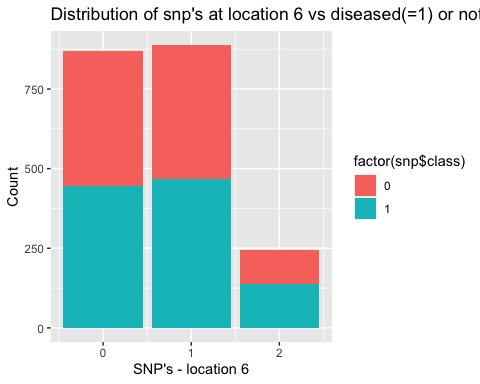 Distribution of snp's at location 6 vs diseased(=1) or not
Count
750
500
250
0
0 1 2
SNP's - location 6
factor(snp$class)
0
1